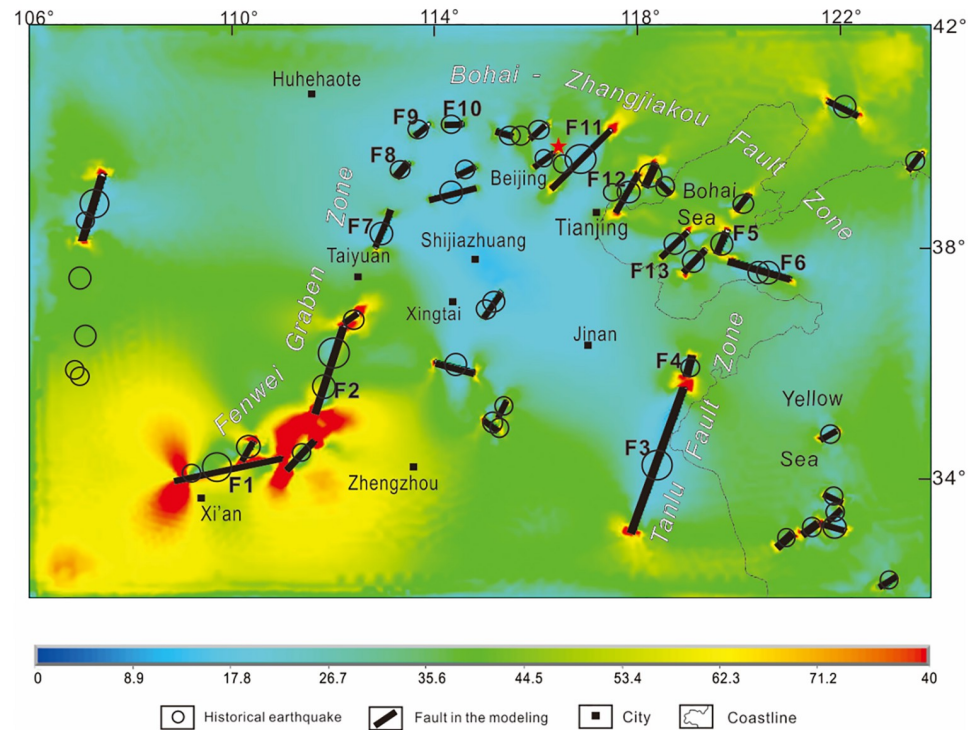 106° 110° 114° 118° 122°
42°
38°
34°
Huhehaote
Bohai - Zhangjiakou Fault Zone
F9 F10 F11
F8
Beijing
F12
Bohai
Sea
Tianjing
F7
Taiyuan
Shijiazhuang
F5
F13
F6
Fenwei Graben Zone
Xingtai
Jinan
F4
F2
Yellow
Sea
F3
Tanlu Fault Zone
F1
Zhengzhou
Xi'an
0 8.9 17.8 26.7 35.6 44.5 53.4 62.3 71.2 40
Historical earthquake Fault in the modeling City Coastline